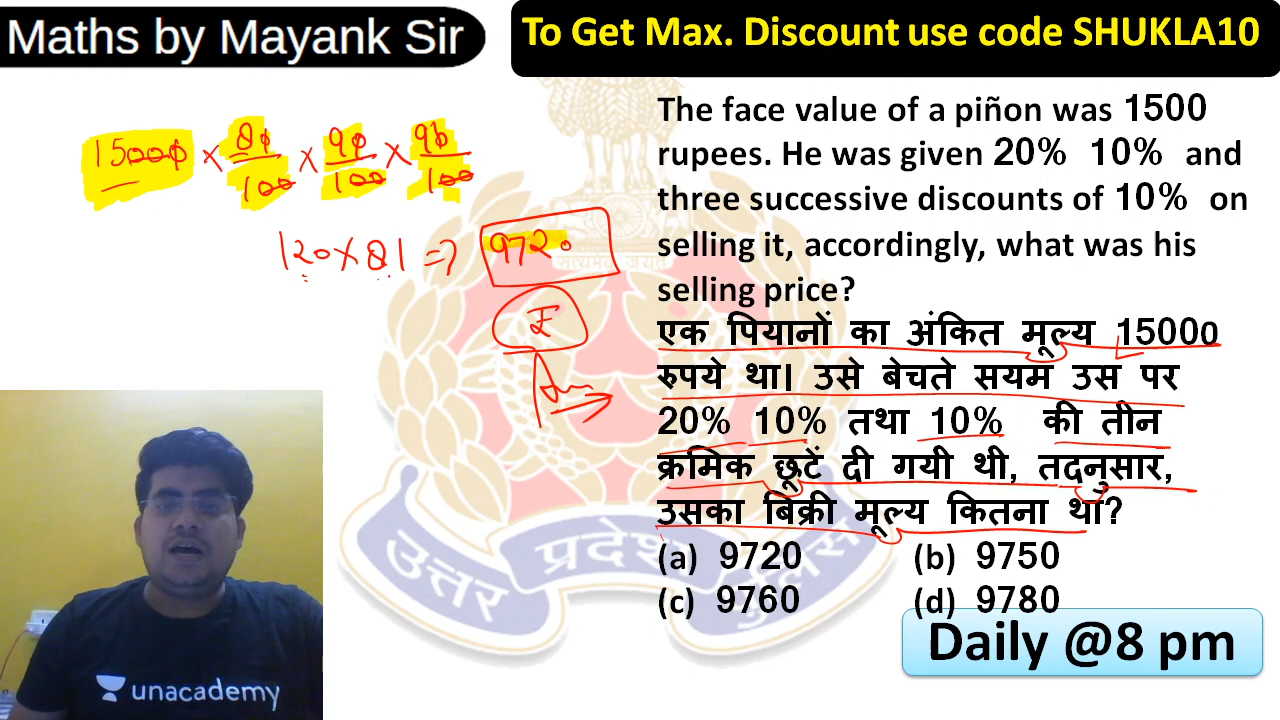 Maths by Mayank Sir
To Get Max. Discount use code SHUKLA10
The face value of a piñon was 1500
rupees. He was given 20% 10% and
three successive discounts of 10% on
selling it, accordingly, what was his
selling price?
एक पियानों का अंकित मूल्य 15000
रुपये था। उसे बेचते सयम उस पर
20% 10% तथा 10% की तीन
क्रमिक छूटें दी गयी थी, तदनुसार,
उसका बिक्री मूल्य कितना था?
(a) 9720 (b) 9750
(c) 9760 (d) 9780
Daily @8 pm
15000 × 80/100 × 90/100 × 90/100
120 × 81 ⇒ 9720
₹
उत्तर प्रदेश पुलिस
unacademy